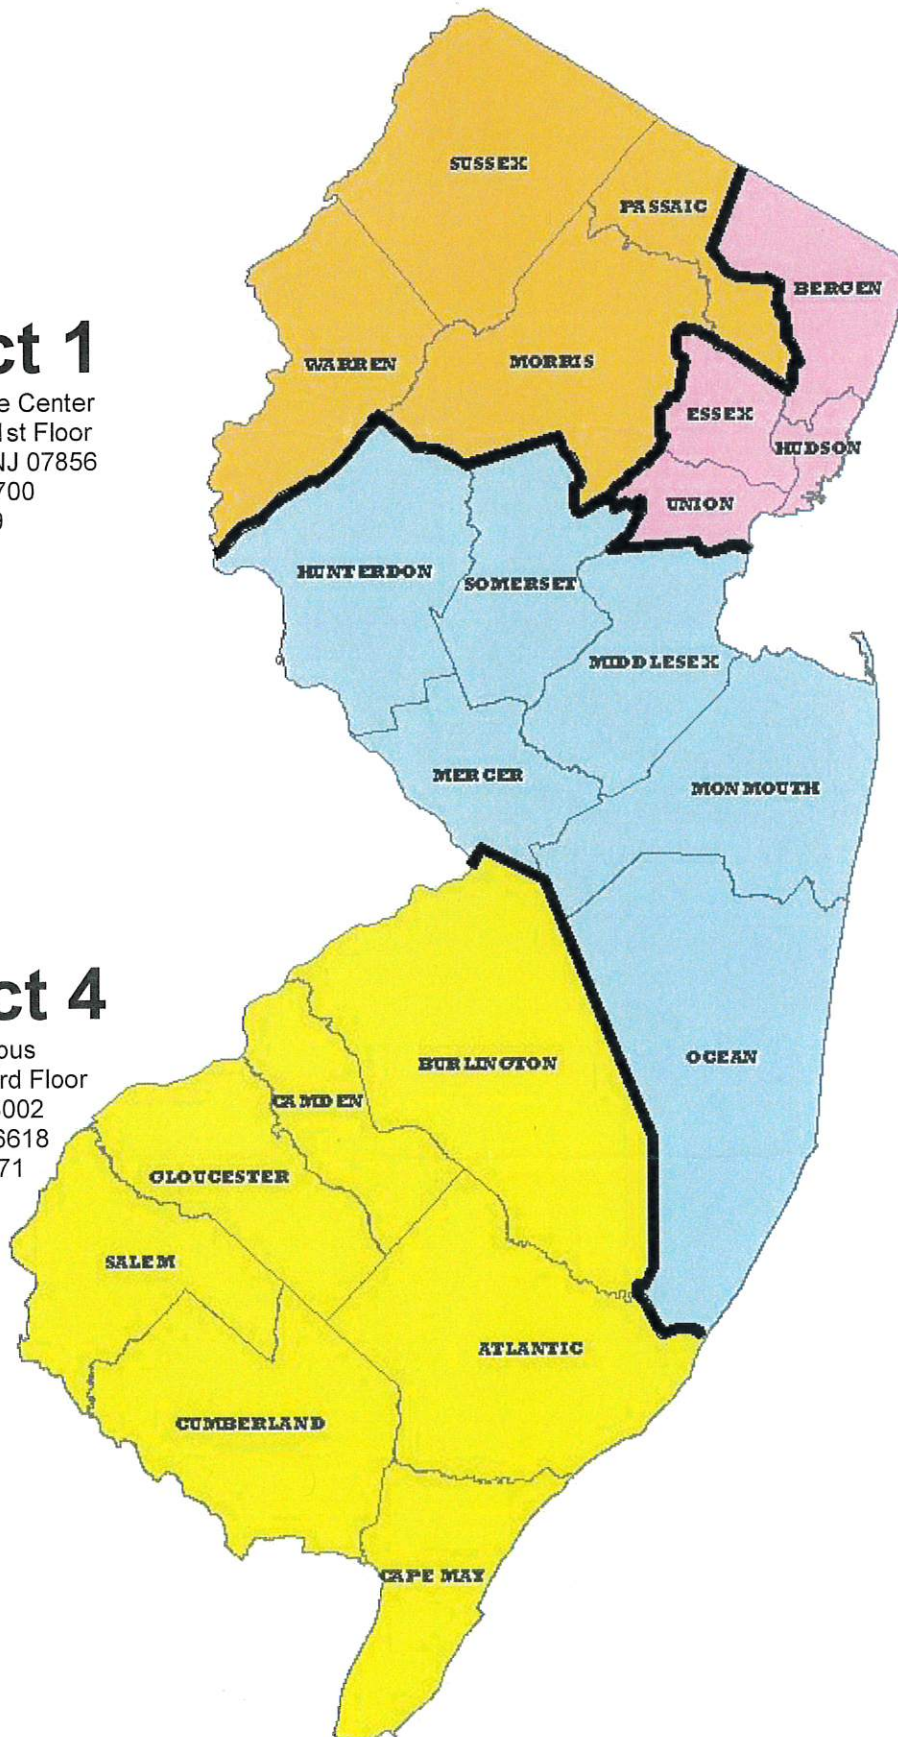 SUSSEX
PASSAIC
BERGEN
ct 1
WARREN
MORRIS
e Center
1st Floor
NJ 07856
700
9
ESSEX
HUDSON
UNION
HUNTERDON
SOMERSET
MIDDLESEX
MERCER
MONMOUTH
ct 4
ous
rd Floor
002
6618
71
OCEAN
BURLINGTON
CAMDEN
GLOUCESTER
SALEM
ATLANTIC
CUMBERLAND
CAPE MAY